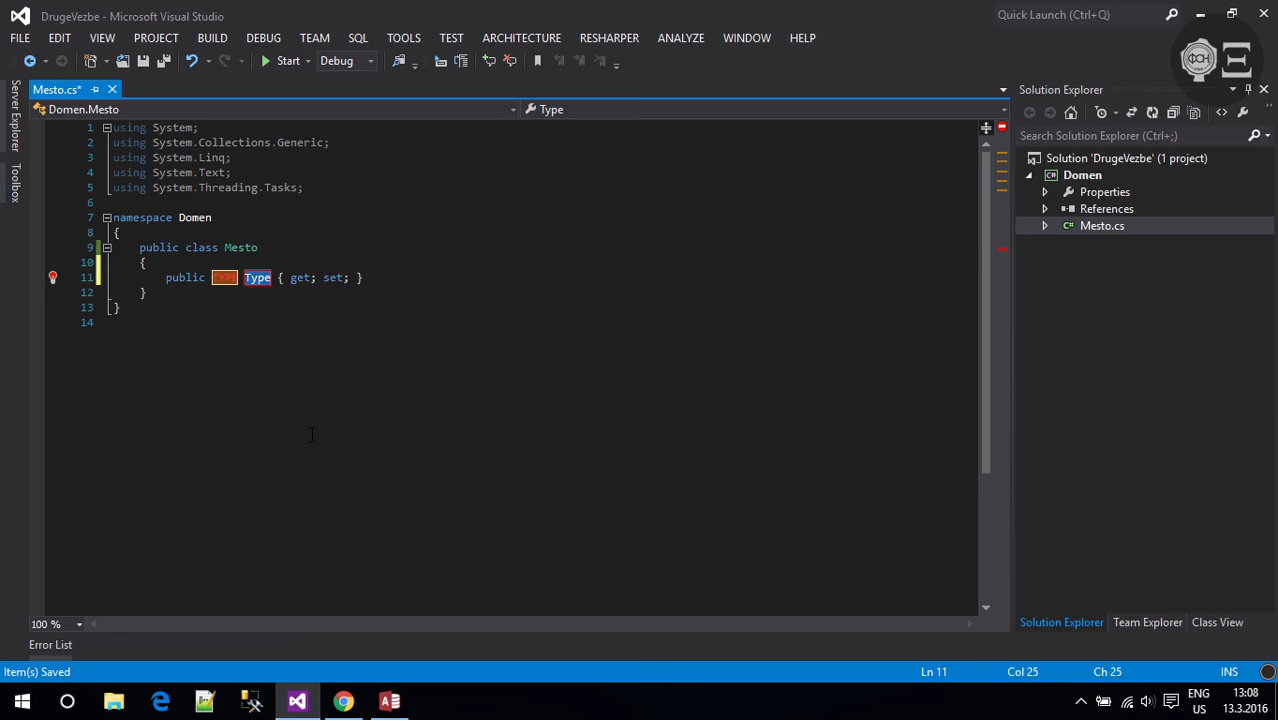 DrugeVezbe - Microsoft Visual Studio
Quick Launch (Ctrl+Q)
FILE EDIT VIEW PROJECT BUILD DEBUG TEAM SQL TOOLS TEST ARCHITECTURE RESHARPER ANALYZE WINDOW HELP
Start Debug
Server Explorer
Toolbox
Mesto.cs*
Domen.Mesto
Type
1 using System;
2 using System.Collections.Generic;
3 using System.Linq;
4 using System.Text;
5 using System.Threading.Tasks;
6
7 namespace Domen
8 {
9 public class Mesto
10 {
11 public TYPE Type { get; set; }
12 }
13 }
14
100 %
Error List
Solution Explorer
Search Solution Explorer (Ctrl+;)
Solution 'DrugeVezbe' (1 project)
C# Domen
Properties
References
C# Mesto.cs
Solution Explorer Team Explorer Class View
Item(s) Saved
Ln 11 Col 25 Ch 25 INS
ENG
US
13:08
13.3.2016